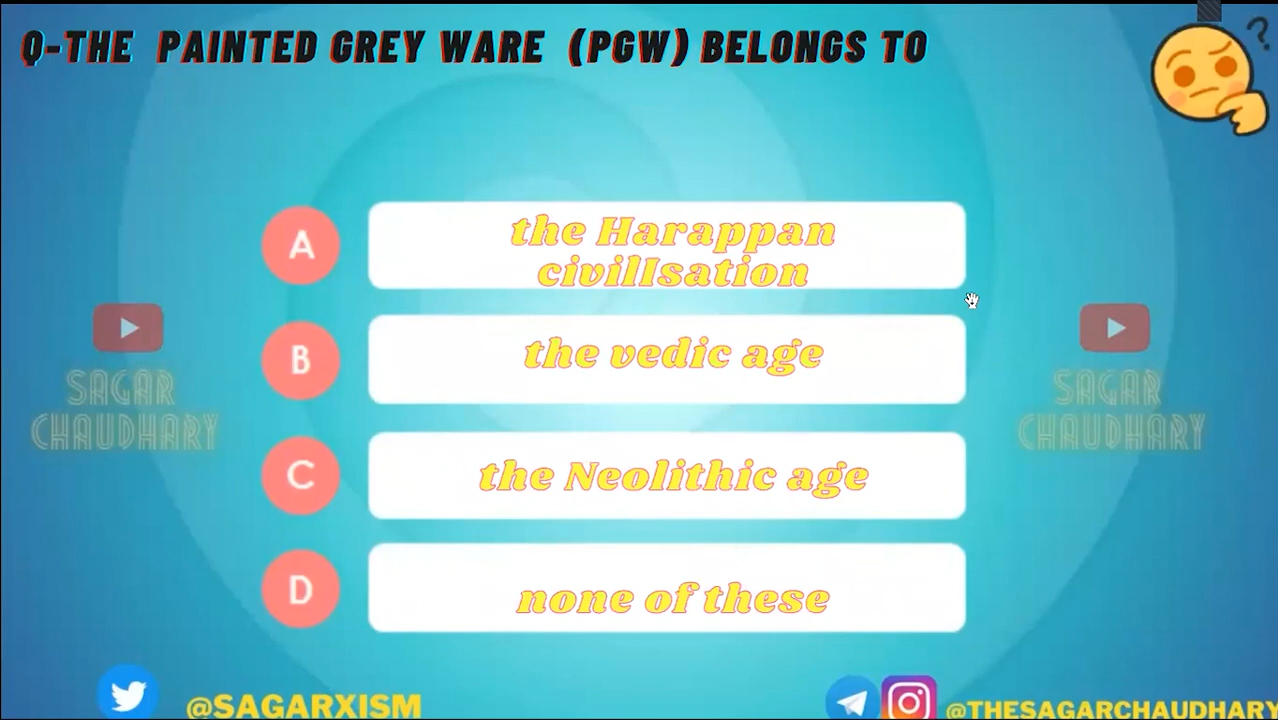 Q-THE PAINTED GREY WARE (PGW) BELONGS TO
?
A
the Harappan
civilIsation
B
the vedic age
C
the Neolithic age
D
none of these
SAGAR
CHAUDHARY
SAGAR
CHAUDHARY
@SAGARXISM
@THESAGARCHAUDHARY